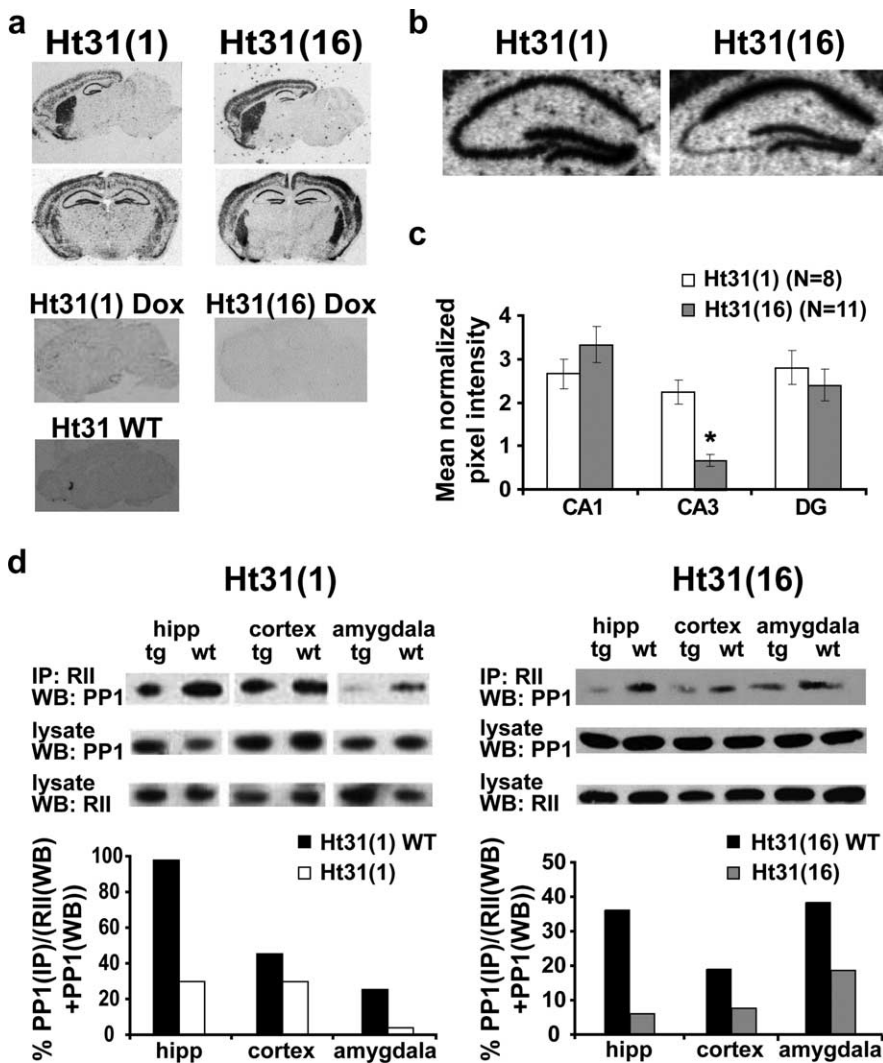 a
Ht31(1) Ht31(16)
Ht31(1) Dox Ht31(16) Dox
Ht31 WT
b
Ht31(1) Ht31(16)
c
Ht31(1) (N=8)
Ht31(16) (N=11)
Mean normalized
pixel intensity
4
3
2
1
0
*
CA1 CA3 DG
d
Ht31(1)
hipp cortex amygdala
tg wt tg wt tg wt
IP: RII
WB: PP1
lysate
WB: PP1
lysate
WB: RII
Ht31(1) WT
Ht31(1)
% PP1(IP)/(RII(WB)
+PP1(WB))
100
80
60
40
20
0
hipp cortex amygdala
Ht31(16)
hipp cortex amygdala
tg wt tg wt tg wt
IP: RII
WB: PP1
lysate
WB: PP1
lysate
WB: RII
Ht31(16) WT
Ht31(16)
% PP1(IP)/(RII(WB)
+PP1(WB))
50
40
30
20
10
0
hipp cortex amygdala